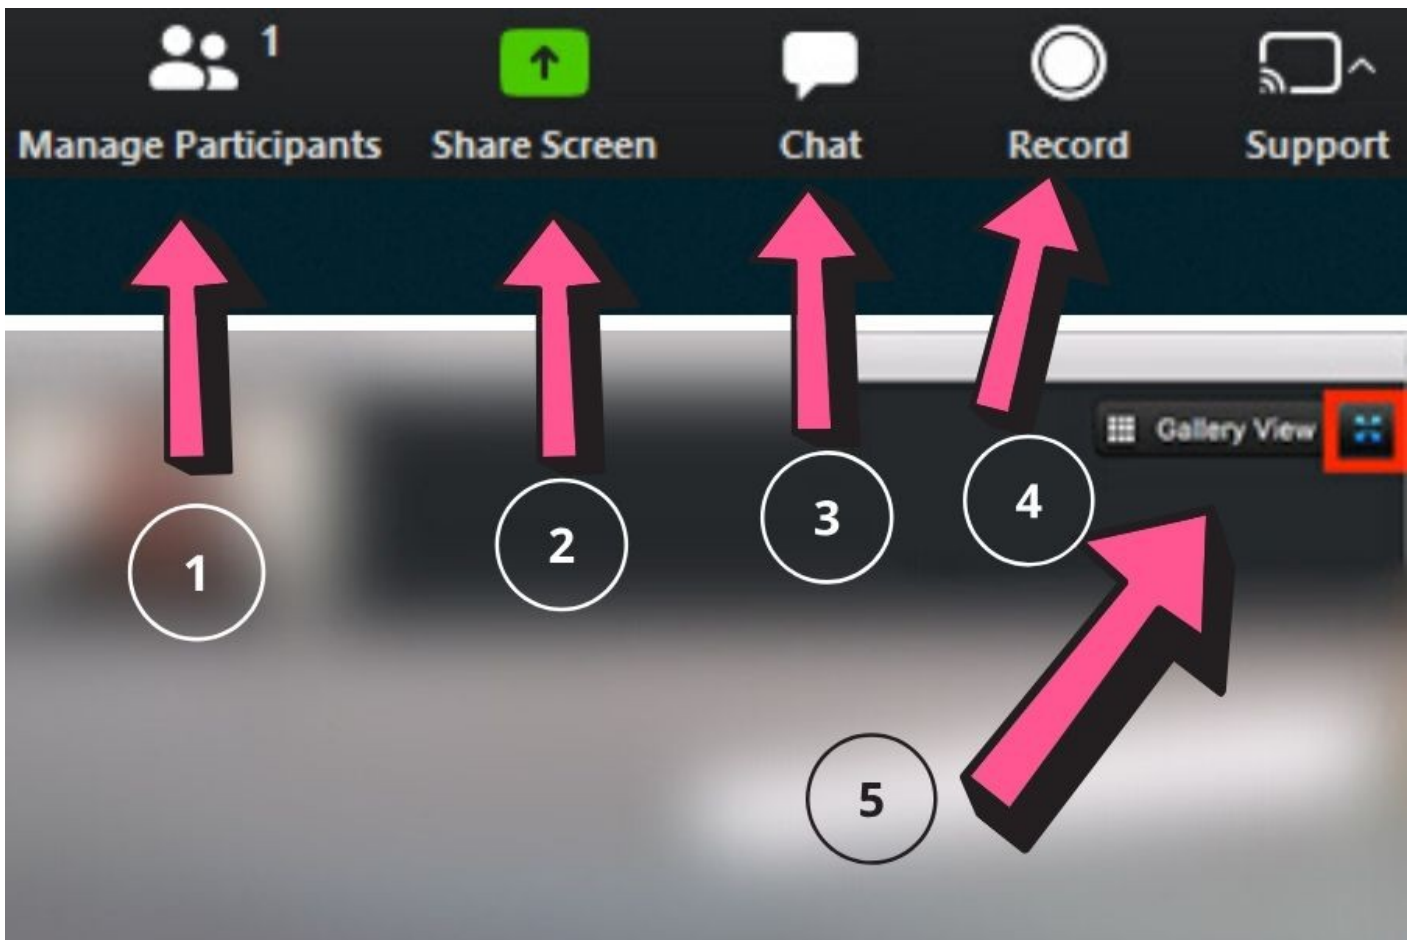 1
Manage Participants
Share Screen
Chat
Record
Support
Gallery View
1
2
3
4
5